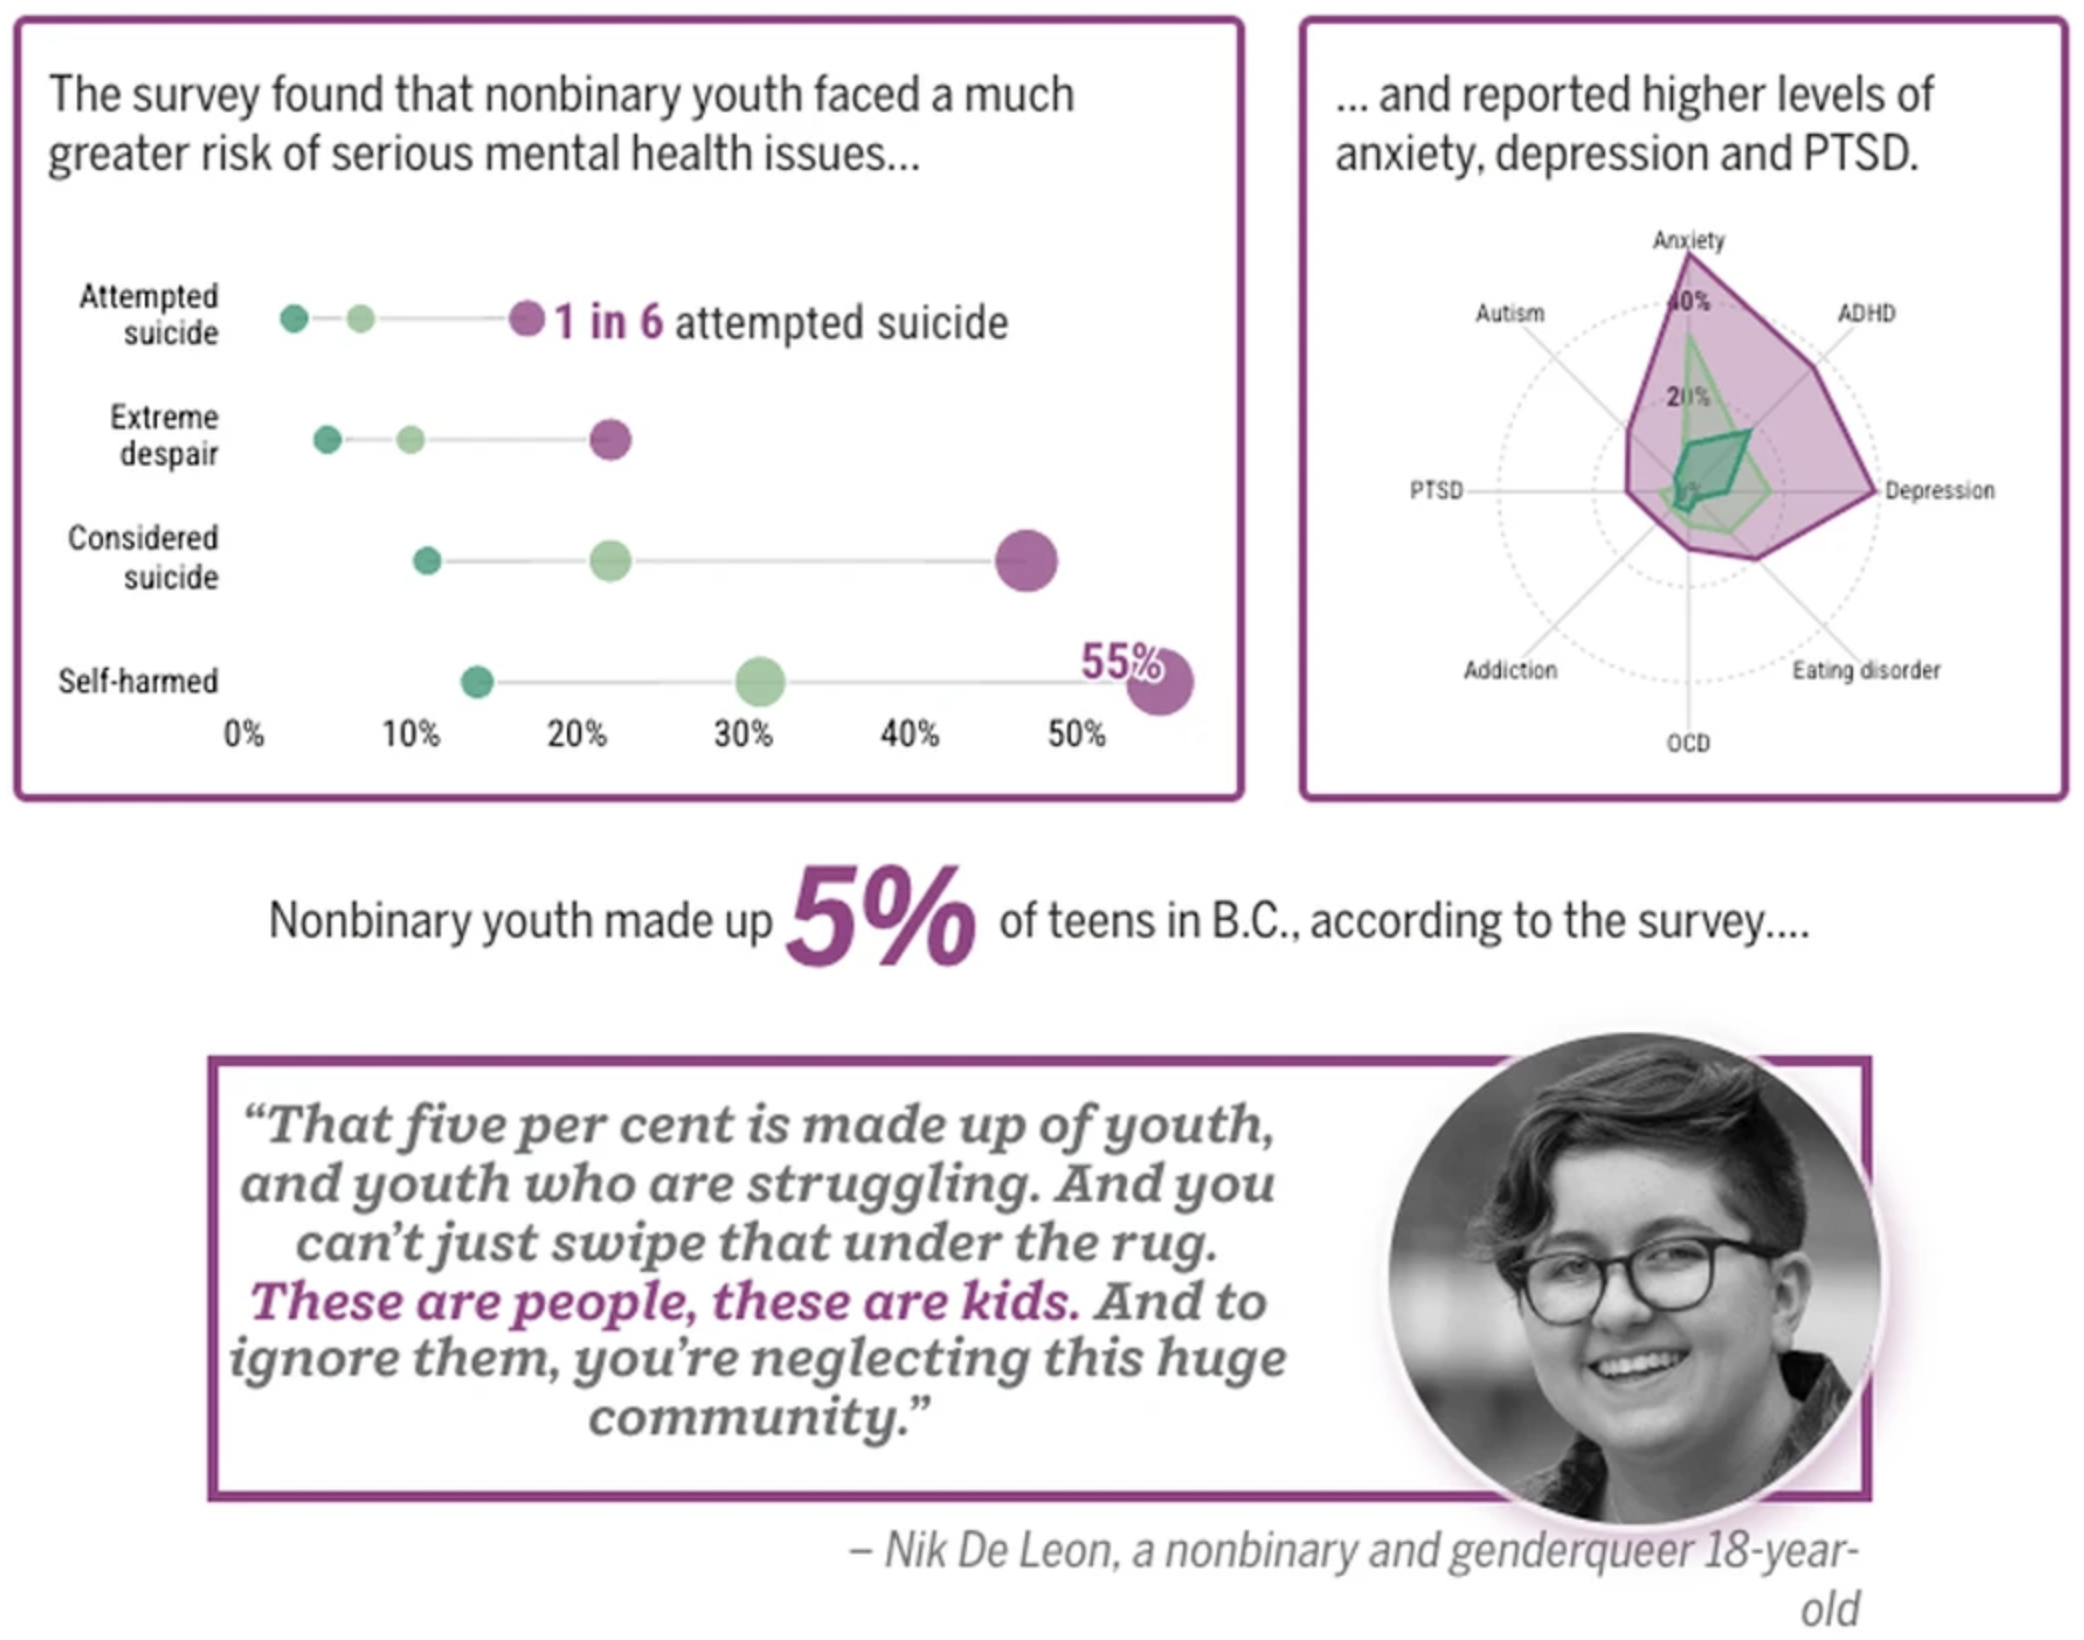 The survey found that nonbinary youth faced a much
greater risk of serious mental health issues...
Attempted
suicide
1 in 6 attempted suicide
Extreme
despair
Considered
suicide
Self-harmed
55%
0% 10% 20% 30% 40% 50%
... and reported higher levels of
anxiety, depression and PTSD.
Anxiety
Autism
40%
ADHD
20%
PTSD
0%
Depression
Addiction
Eating disorder
OCD
Nonbinary youth made up 5% of teens in B.C., according to the survey....
“That five per cent is made up of youth,
and youth who are struggling. And you
can’t just swipe that under the rug.
These are people, these are kids. And to
ignore them, you’re neglecting this huge
community.”
– Nik De Leon, a nonbinary and genderqueer 18-year-
old